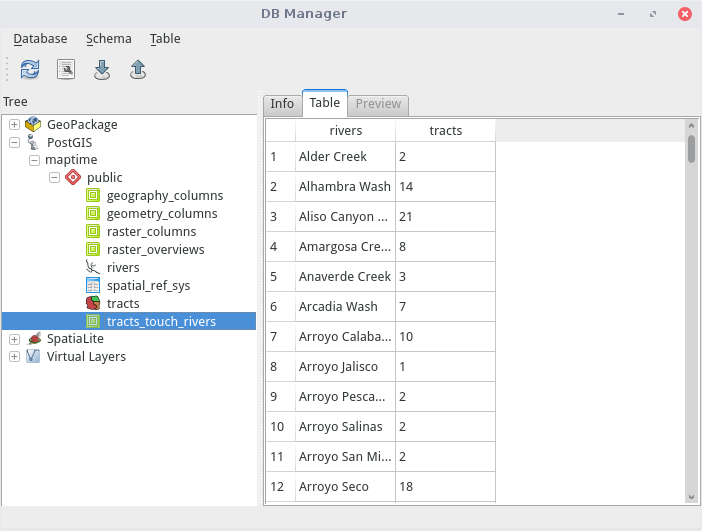 DB Manager
Database Schema Table
Tree
GeoPackage
PostGIS
maptime
public
geography_columns
geometry_columns
raster_columns
raster_overviews
rivers
spatial_ref_sys
tracts
tracts_touch_rivers
SpatiaLite
Virtual Layers
Info Table Preview
rivers tracts
1 Alder Creek 2
2 Alhambra Wash 14
3 Aliso Canyon ... 21
4 Amargosa Cre... 8
5 Anaverde Creek 3
6 Arcadia Wash 7
7 Arroyo Calaba... 10
8 Arroyo Jalisco 1
9 Arroyo Pesca... 2
10 Arroyo Salinas 2
11 Arroyo San Mi... 2
12 Arroyo Seco 18